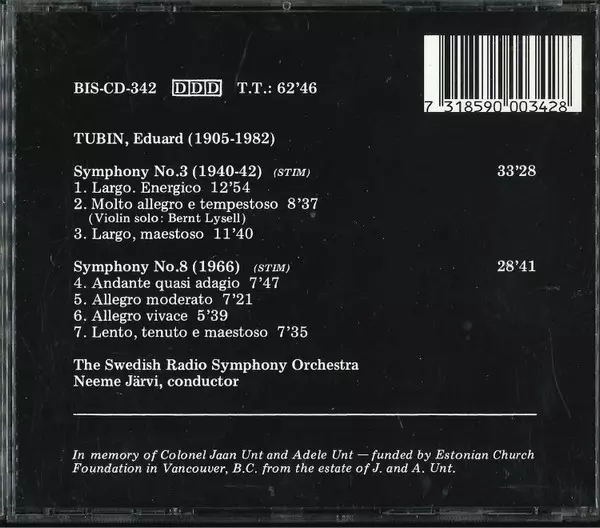 BIS-CD-342 DDD T.T.: 62'46
7 318590 003428
TUBIN, Eduard (1905-1982)
Symphony No.3 (1940-42) (STIM) 33'28
1. Largo. Energico 12'54
2. Molto allegro e tempestoso 8'37
(Violin solo: Bernt Lysell)
3. Largo, maestoso 11'40
Symphony No.8 (1966) (STIM) 28'41
4. Andante quasi adagio 7'47
5. Allegro moderato 7'21
6. Allegro vivace 5'39
7. Lento, tenuto e maestoso 7'35
The Swedish Radio Symphony Orchestra
Neeme Järvi, conductor
In memory of Colonel Jaan Unt and Adele Unt — funded by Estonian Church
Foundation in Vancouver, B.C. from the estate of J. and A. Unt.